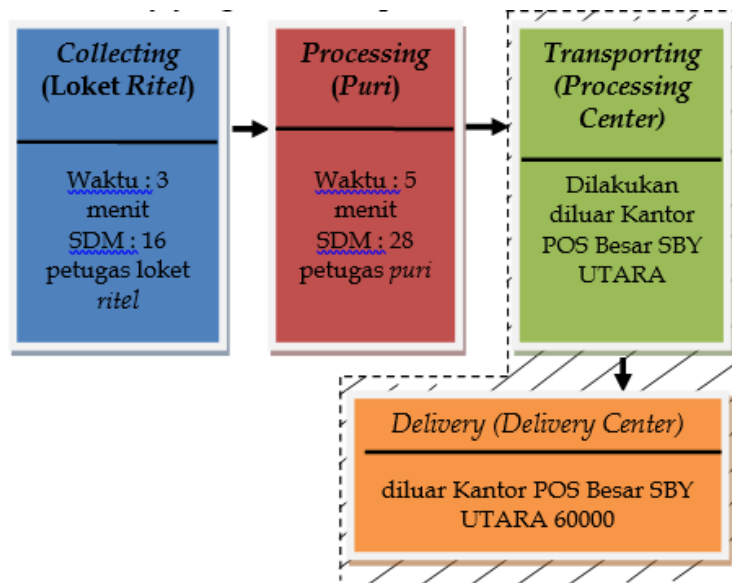 Collecting
(Loket Ritel)
Waktu : 3
menit
SDM : 16
petugas loket
ritel
Processing
(Puri)
Waktu : 5
menit
SDM : 28
petugas puri
Transporting
(Processing
Center)
Dilakukan
diluar Kantor
POS Besar SBY
UTARA
Delivery (Delivery Center)
diluar Kantor POS Besar SBY
UTARA 60000